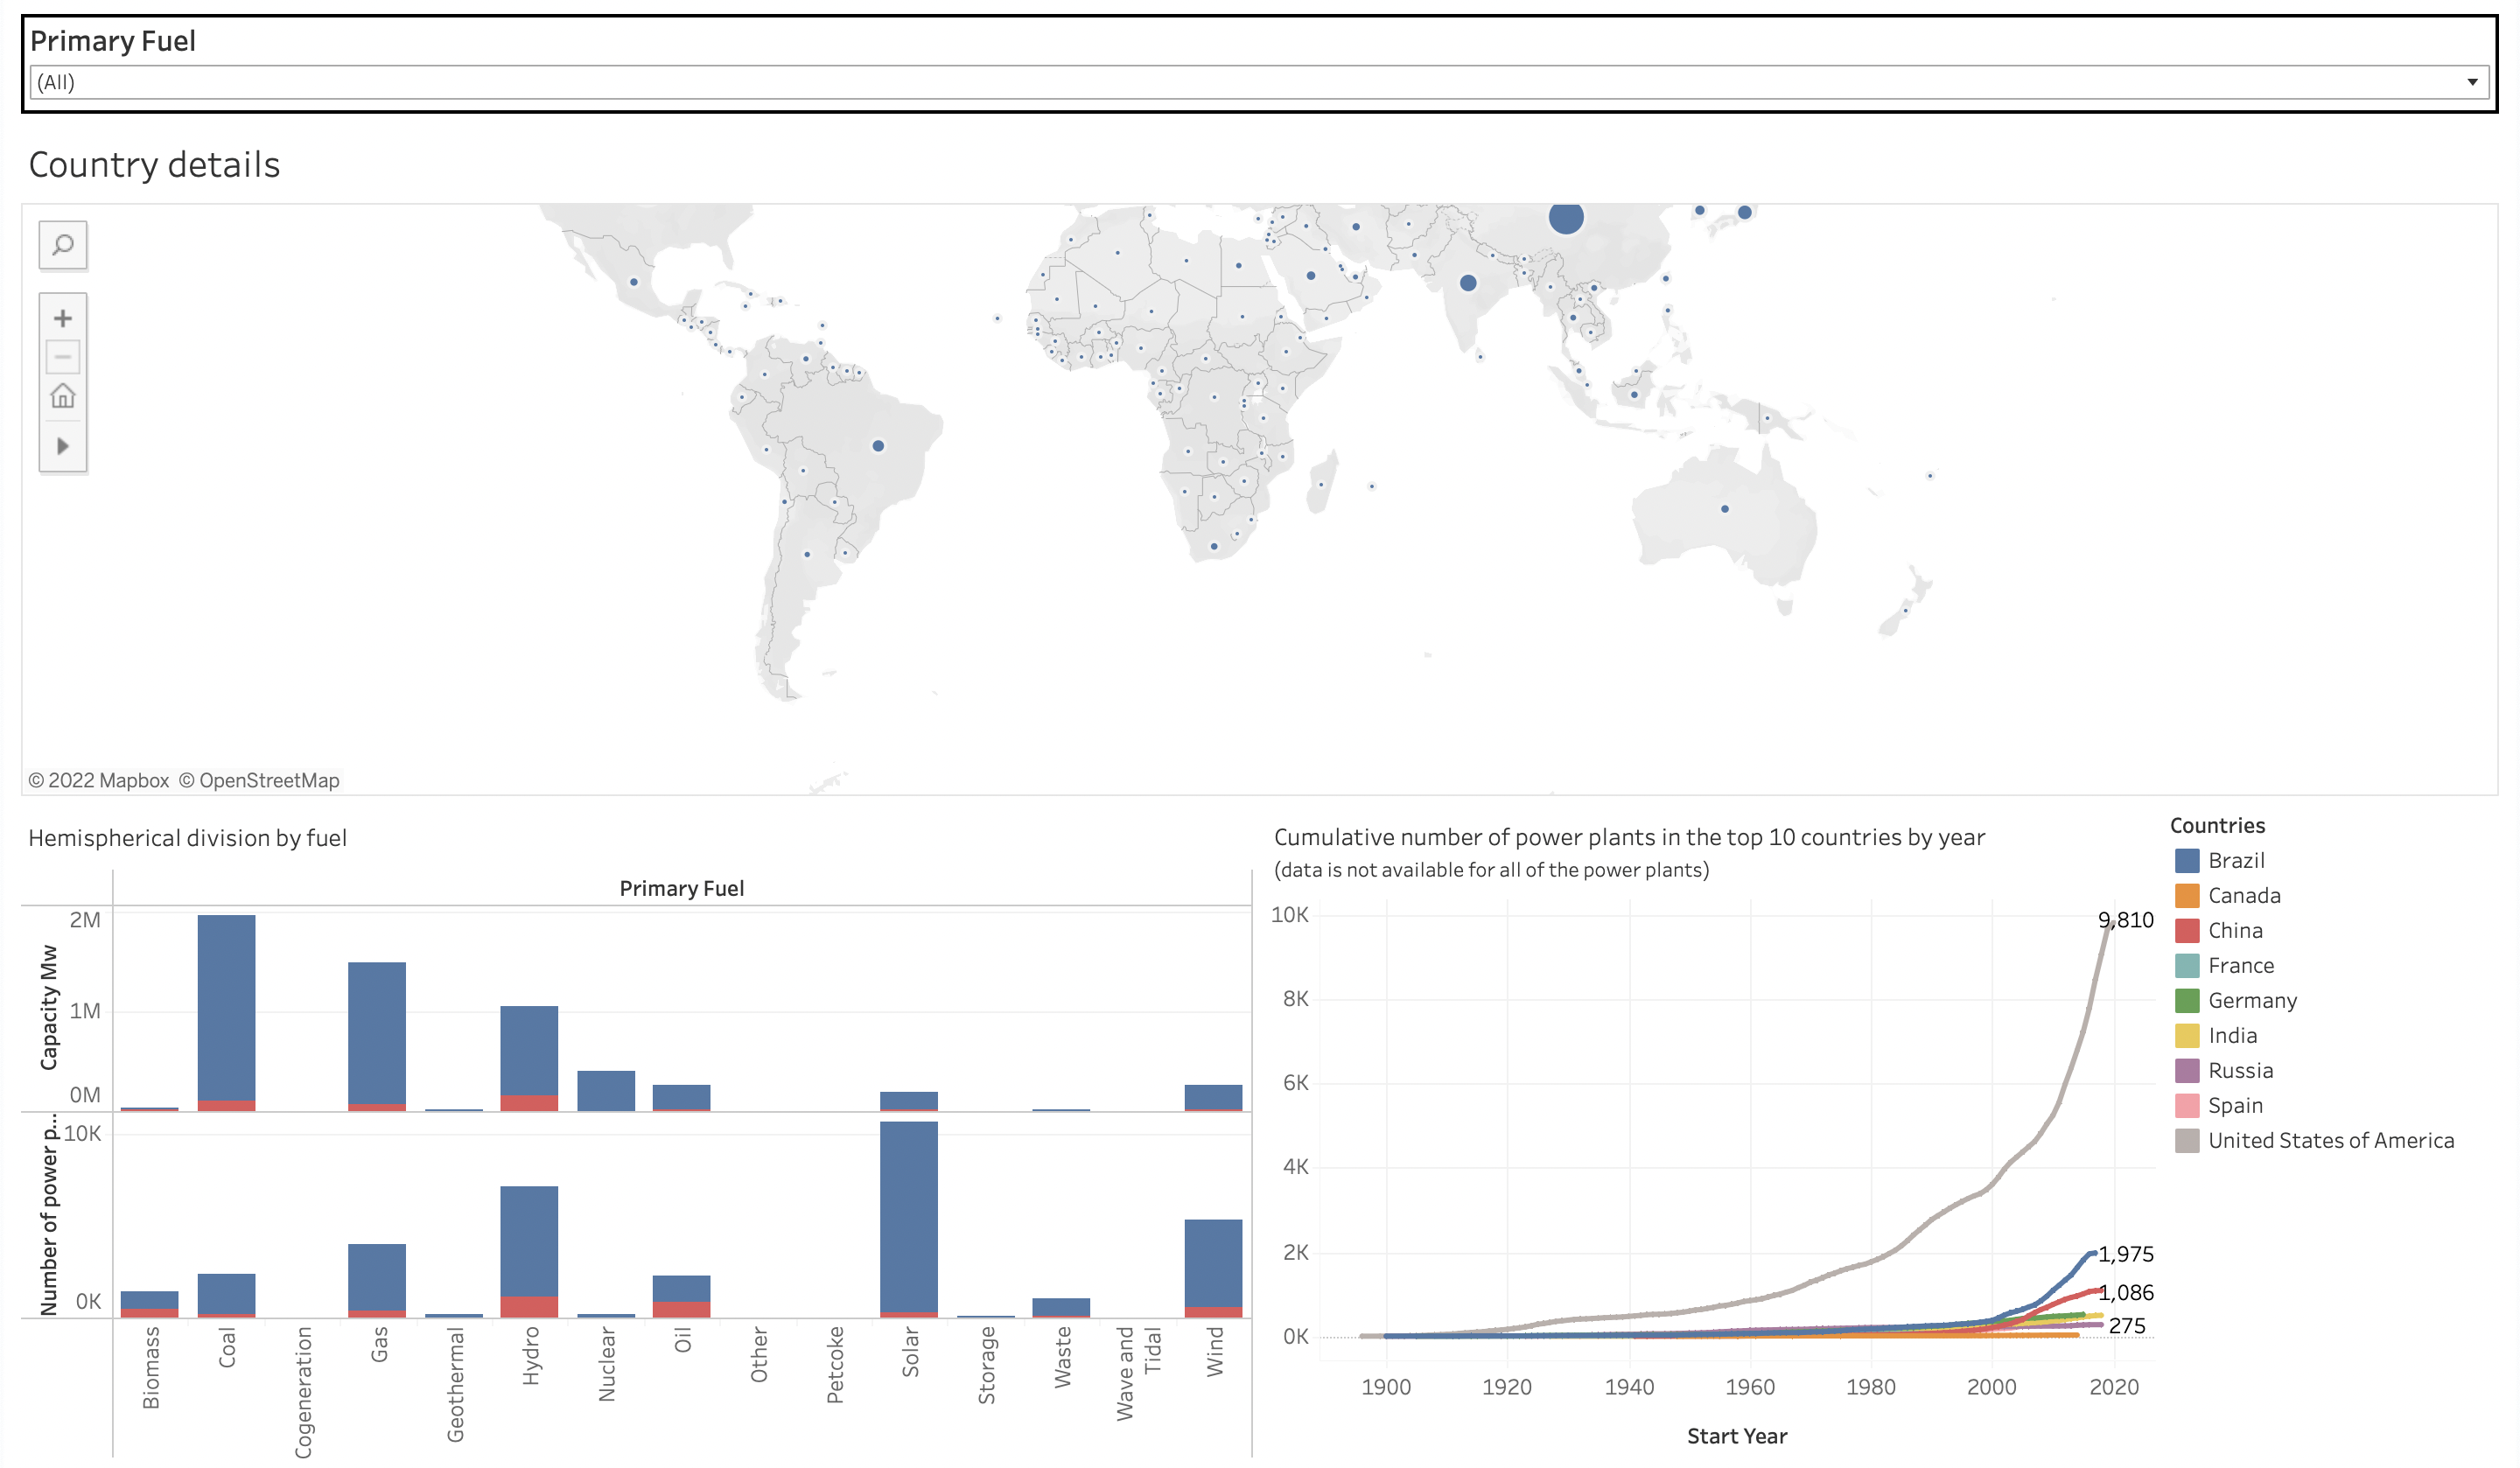 Primary Fuel
(All)
Country details
© 2022 Mapbox © OpenStreetMap
Hemispherical division by fuel
Primary Fuel
Capacity Mw
2M
1M
0M
Number of power p...
10K
0K
Biomass
Coal
Cogeneration
Gas
Geothermal
Hydro
Nuclear
Oil
Other
Petcoke
Solar
Storage
Waste
Wave and
Tidal
Wind
Cumulative number of power plants in the top 10 countries by year
(data is not available for all of the power plants)
10K
8K
6K
4K
2K
0K
9,810
1,975
1,086
275
1900
1920
1940
1960
1980
2000
2020
Start Year
Countries
Brazil
Canada
China
France
Germany
India
Russia
Spain
United States of America